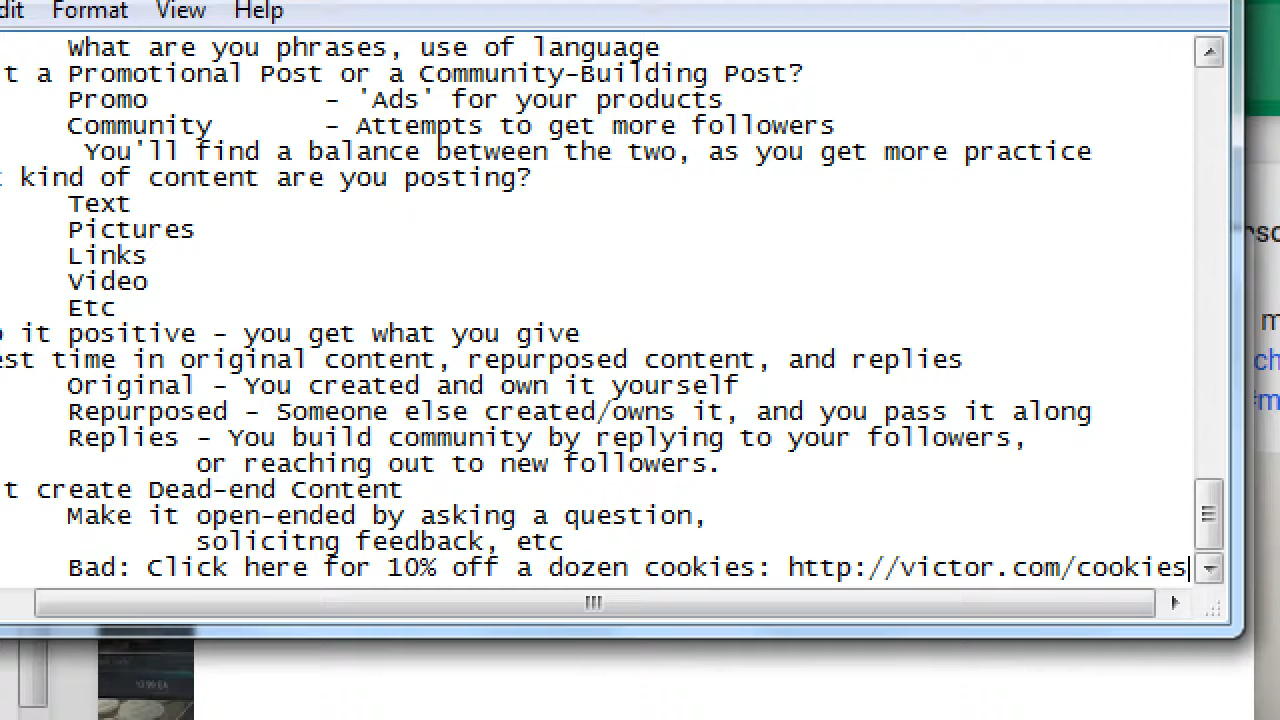 dit Format View Help
What are you phrases, use of language
t a Promotional Post or a Community-Building Post?
Promo - 'Ads' for your products
Community - Attempts to get more followers
You'll find a balance between the two, as you get more practice
t kind of content are you posting?
Text
Pictures
Links
Video
Etc
p it positive - you get what you give
est time in original content, repurposed content, and replies
Original - You created and own it yourself
Repurposed - Someone else created/owns it, and you pass it along
Replies - You build community by replying to your followers,
or reaching out to new followers.
t create Dead-end Content
Make it open-ended by asking a question,
solicitng feedback, etc
Bad: Click here for 10% off a dozen cookies: http://victor.com/cookies